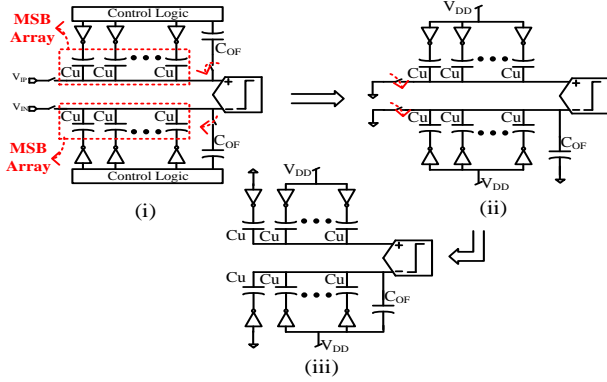 MSB
Array
Control Logic
C_OF
Cu Cu Cu
V_IP
+
V_IN
−
Cu Cu Cu
C_OF
MSB
Array
Control Logic
(i)
V_DD
Cu Cu Cu
+
−
Cu Cu Cu
C_OF
V_DD
(ii)
V_DD
Cu Cu Cu
+
−
Cu Cu Cu
C_OF
V_DD
(iii)